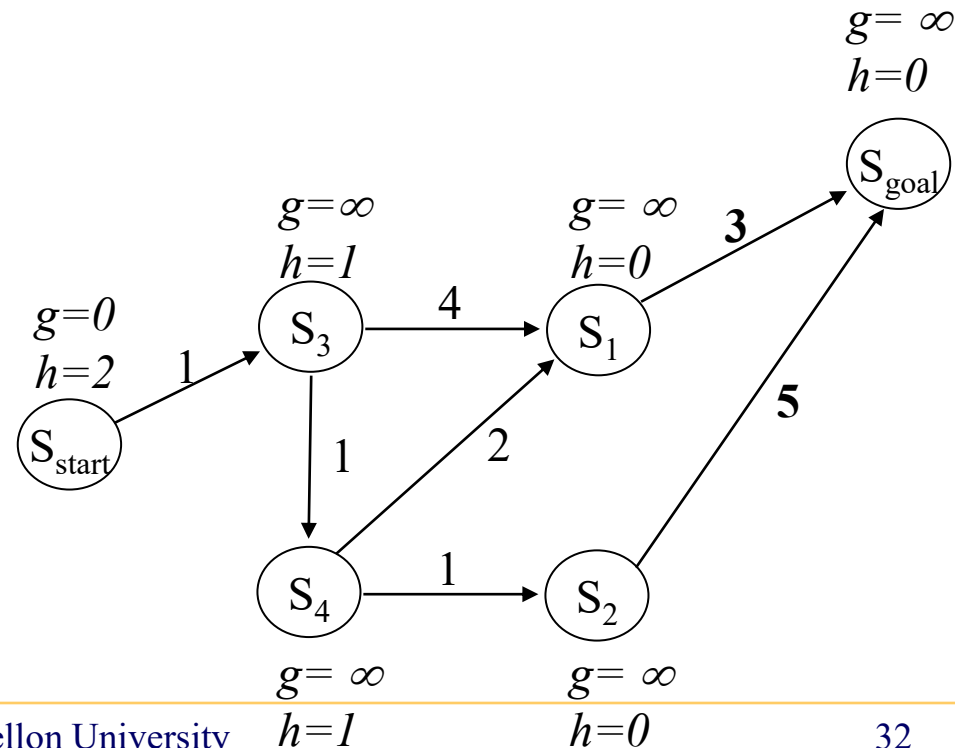 g= ∞
h=0
S_goal
g=∞
h=1
g= ∞
h=0
3
g=0
h=2
S_3
4
S_1
1
S_start
5
1
2
S_4
1
S_2
g= ∞
h=1
g= ∞
h=0
ellon University
32